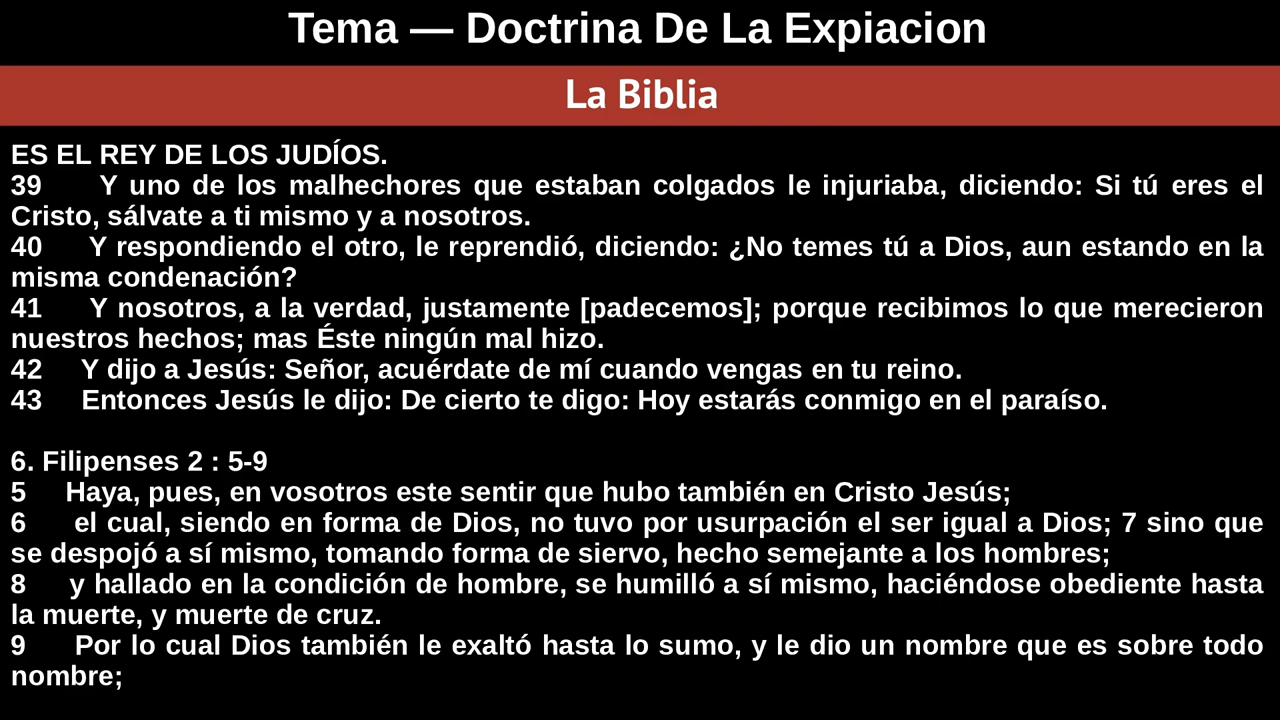 Tema — Doctrina De La Expiacion
La Biblia
ES EL REY DE LOS JUDÍOS.
39 Y uno de los malhechores que estaban colgados le injuriaba, diciendo: Si tú eres el
Cristo, sálvate a ti mismo y a nosotros.
40 Y respondiendo el otro, le reprendió, diciendo: ¿No temes tú a Dios, aun estando en la
misma condenación?
41 Y nosotros, a la verdad, justamente [padecemos]; porque recibimos lo que merecieron
nuestros hechos; mas Éste ningún mal hizo.
42 Y dijo a Jesús: Señor, acuérdate de mí cuando vengas en tu reino.
43 Entonces Jesús le dijo: De cierto te digo: Hoy estarás conmigo en el paraíso.
6. Filipenses 2 : 5-9
5 Haya, pues, en vosotros este sentir que hubo también en Cristo Jesús;
6 el cual, siendo en forma de Dios, no tuvo por usurpación el ser igual a Dios; 7 sino que
se despojó a sí mismo, tomando forma de siervo, hecho semejante a los hombres;
8 y hallado en la condición de hombre, se humilló a sí mismo, haciéndose obediente hasta
la muerte, y muerte de cruz.
9 Por lo cual Dios también le exaltó hasta lo sumo, y le dio un nombre que es sobre todo
nombre;